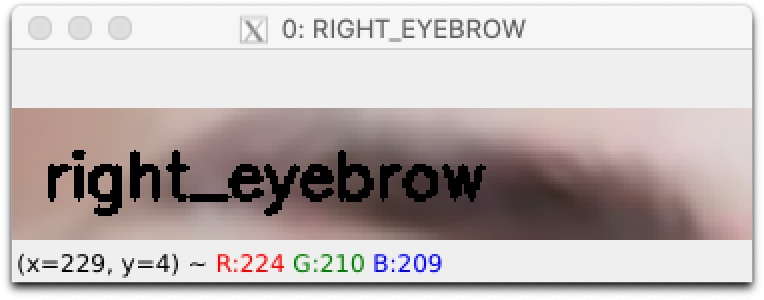 0: RIGHT_EYEBROW
right_eyebrow
(x=229, y=4) ~ R:224 G:210 B:209